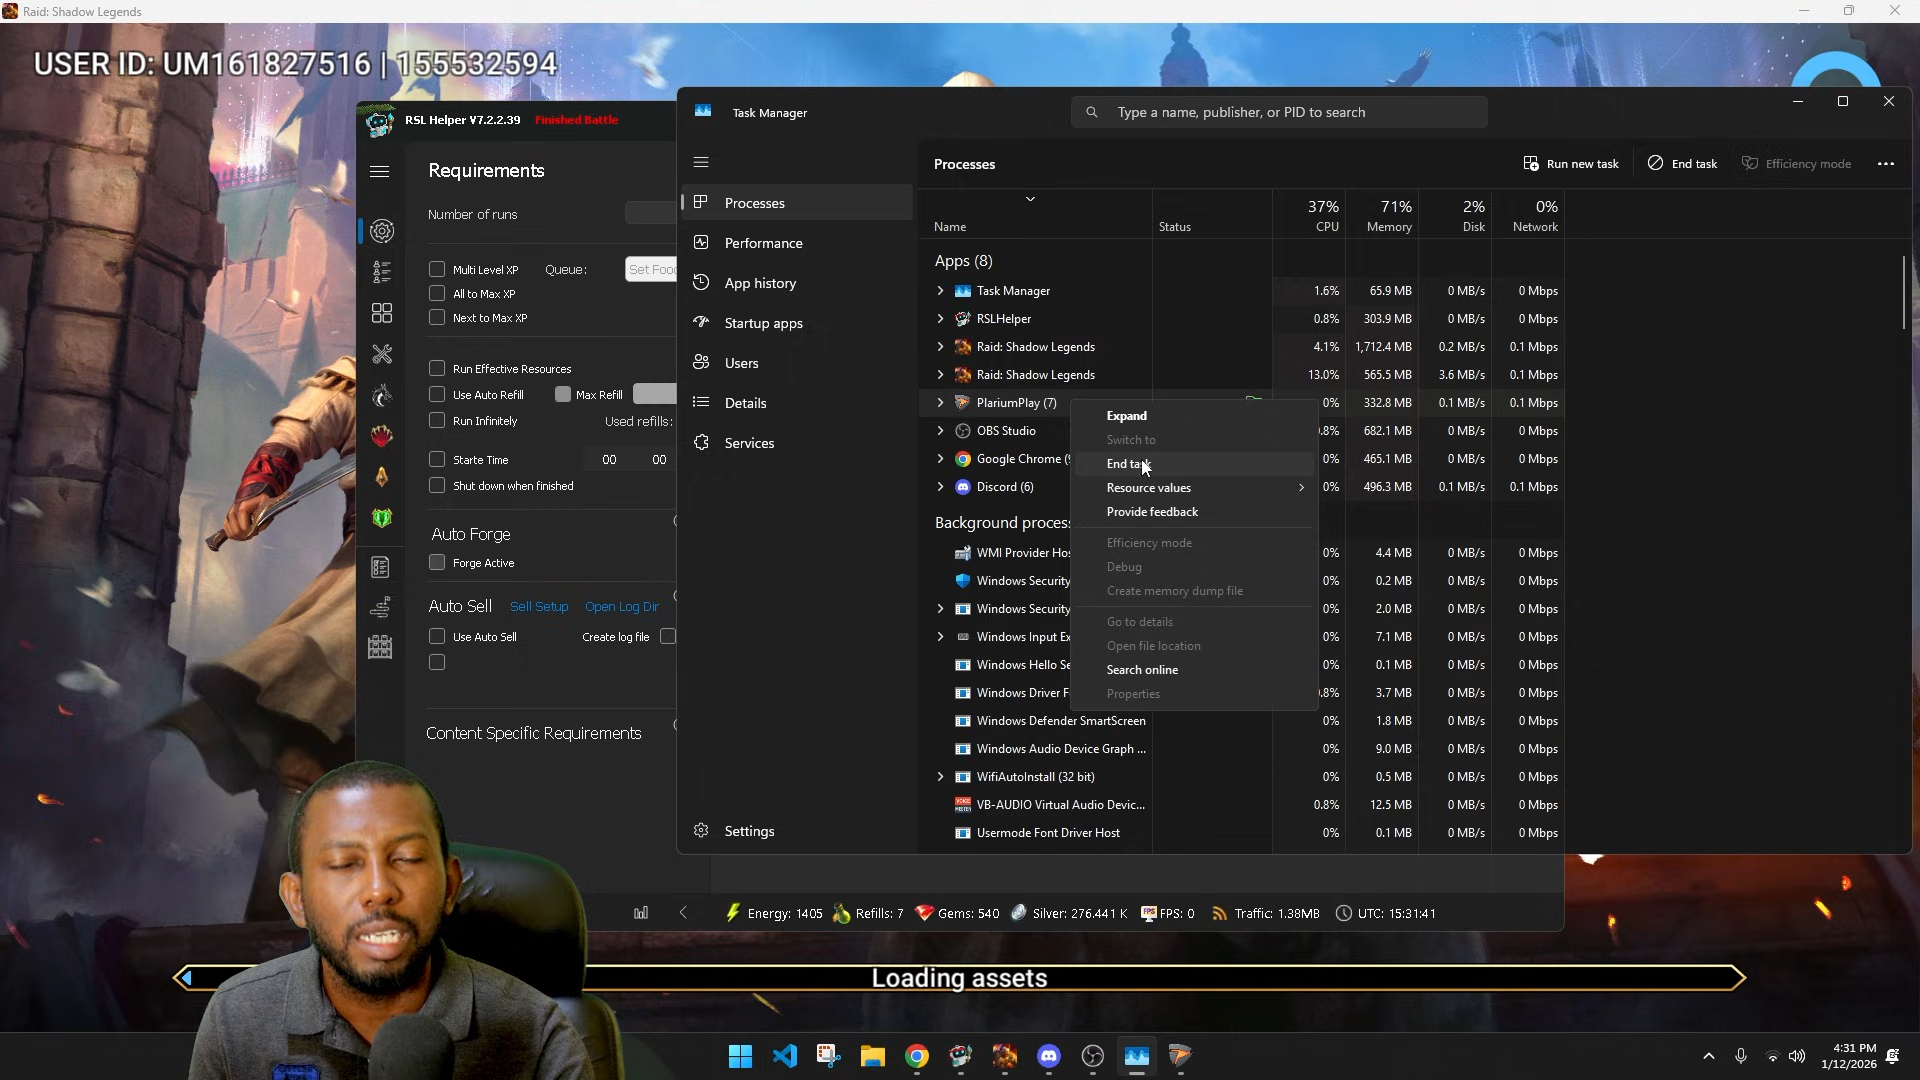 Raid: Shadow Legends
USER ID: UM161827516 | 155532594
RSL Helper V7.2.2.39 Finished Battle
Requirements
Number of runs
Multi Level XP Queue: Set Food
All to Max XP
Next to Max XP
Run Effective Resources
Use Auto Refill Max Refill
Run Infinitely Used refills:
Starte Time 00 00
Shut down when finished
Auto Forge
Forge Active
Auto Sell Sell Setup Open Log Dir
Use Auto Sell Create log file
Content Specific Requirements
Task Manager
Type a name, publisher, or PID to search
Processes
Performance
App history
Startup apps
Users
Details
Services
Settings
Processes Run new task End task Efficiency mode
37% 71% 2% 0%
Name Status CPU Memory Disk Network
Apps (8)
Task Manager 1.6% 65.9 MB 0 MB/s 0 Mbps
RSLHelper 0.8% 303.9 MB 0 MB/s 0 Mbps
Raid: Shadow Legends 4.1% 1,712.4 MB 0.2 MB/s 0.1 Mbps
Raid: Shadow Legends 13.0% 565.5 MB 3.6 MB/s 0.1 Mbps
PlariumPlay (7) 0% 332.8 MB 0.1 MB/s 0.1 Mbps
OBS Studio .8% 682.1 MB 0 MB/s 0 Mbps
Google Chrome 0% 465.1 MB 0 MB/s 0 Mbps
Discord (6) 0% 496.3 MB 0.1 MB/s 0.1 Mbps
Background proces
WMI Provider Hos 0% 4.4 MB 0 MB/s 0 Mbps
Windows Security 0% 0.2 MB 0 MB/s 0 Mbps
Windows Security 0% 2.0 MB 0 MB/s 0 Mbps
Windows Input Ex 0% 7.1 MB 0 MB/s 0 Mbps
Windows Hello Se 0% 0.1 MB 0 MB/s 0 Mbps
Windows Driver F .8% 3.7 MB 0 MB/s 0 Mbps
Windows Defender SmartScreen 0% 1.8 MB 0 MB/s 0 Mbps
Windows Audio Device Graph ... 0% 9.0 MB 0 MB/s 0 Mbps
WifiAutoInstall (32 bit) 0% 0.5 MB 0 MB/s 0 Mbps
VB-AUDIO Virtual Audio Devic... 0.8% 12.5 MB 0 MB/s 0 Mbps
Usermode Font Driver Host 0% 0.1 MB 0 MB/s 0 Mbps
Expand
Switch to
End task
Resource values
Provide feedback
Efficiency mode
Debug
Create memory dump file
Go to details
Open file location
Search online
Properties
Energy: 1405 Refills: 7 Gems: 540 Silver: 276.441 K FPS: 0 Traffic: 1.38MB UTC: 15:31:41
Loading assets
4:31 PM
1/12/2026